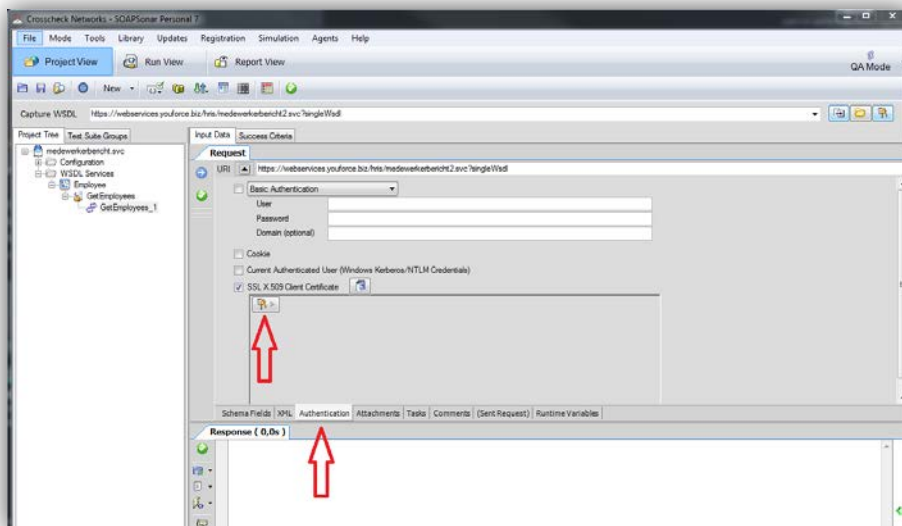 Crosscheck Networks - SOAPSonar Personal 7
File Mode Tools Library Updates Registration Simulation Agents Help
Project View Run View Report View
QA Mode
New
Capture WSDL https://webservices.youforce.biz/hris/medewerkerbericht2.svc?singleWsdl
Project Tree Test Suite Groups
Input Data Success Criteria
medewerkerbericht.svc
Configuration
WSDL Services
Employee
GetEmployees
GetEmployees_1
Request
URI https://webservices.youforce.biz/hris/medewerkerbericht2.svc?singleWsdl
Basic Authentication
User
Password
Domain (optional)
Cookie
Current Authenticated User (Windows Kerberos/NTLM Credentials)
SSL X.509 Client Certificate
Schema Fields XML Authentication Attachments Tasks Comments (Sent Request) Runtime Variables
Response ( 0,0s )